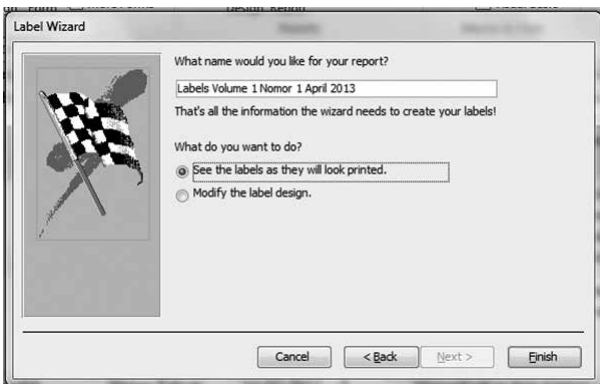 Label Wizard
What name would you like for your report?
Labels Volume 1 Nomor 1 April 2013
That's all the information the wizard needs to create your labels!
What do you want to do?
See the labels as they will look printed.
Modify the label design.
Cancel
< Back
Next >
Finish